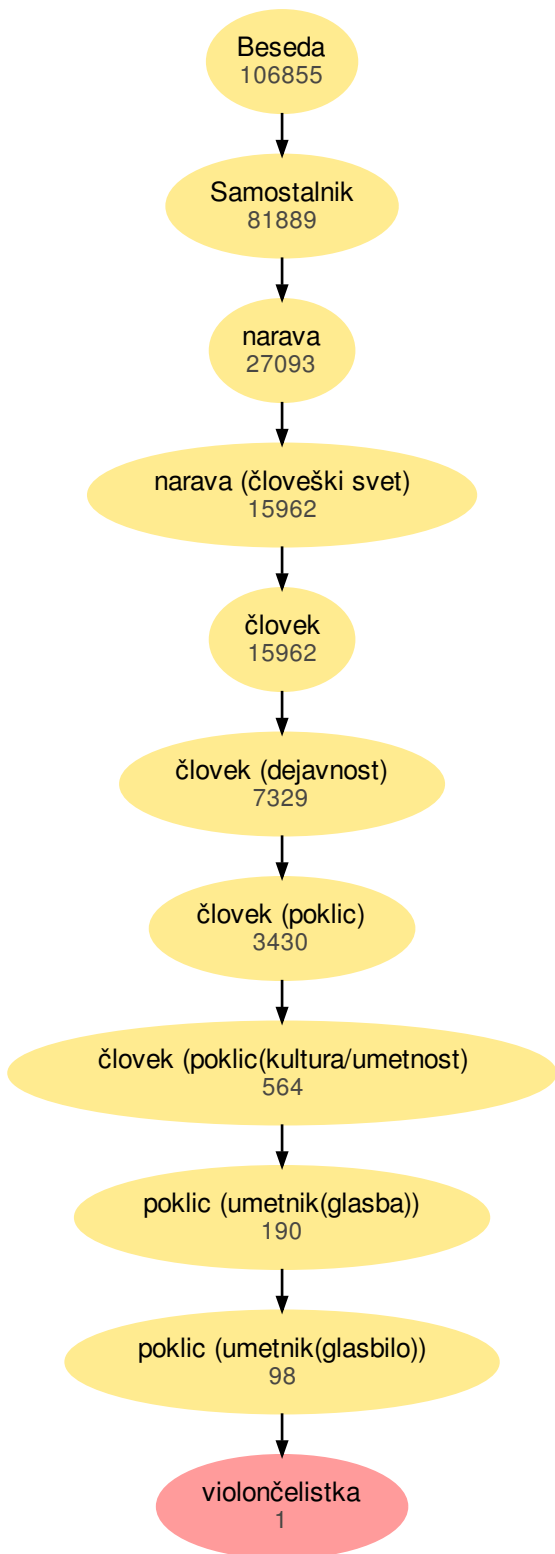 Beseda
106855
Samostalnik
81889
narava
27093
narava (človeški svet)
15962
človek
15962
človek (dejavnost)
7329
človek (poklic)
3430
človek (poklic(kultura/umetnost)
564
poklic (umetnik(glasba))
190
poklic (umetnik(glasbilo))
98
violončelistka
1